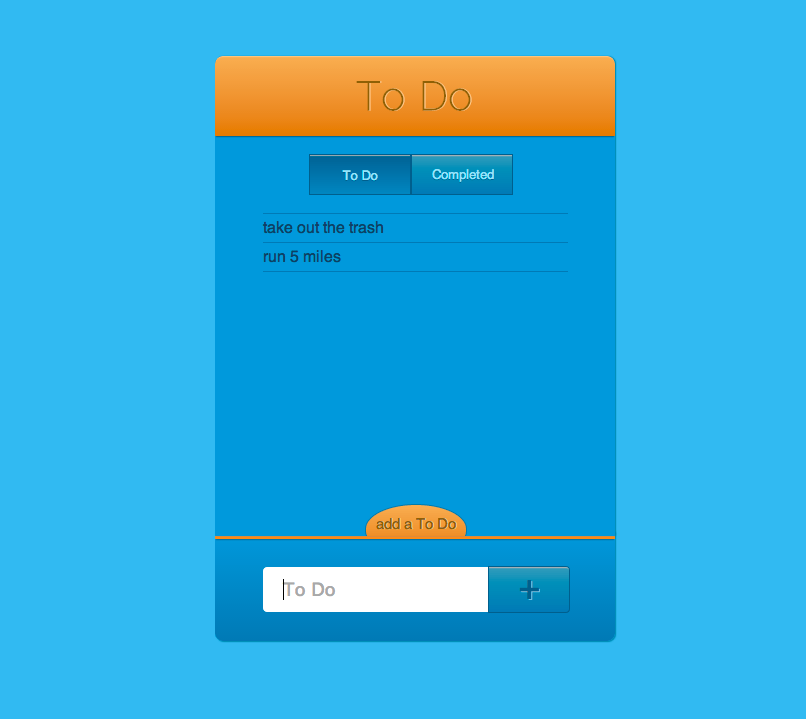 To Do
To Do Completed
take out the trash
run 5 miles
add a To Do
To Do +